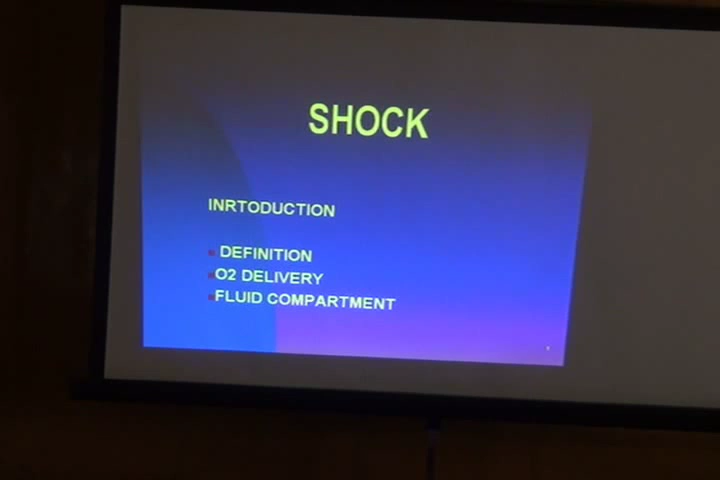 SHOCK
INRTODUCTION
DEFINITION
O2 DELIVERY
FLUID COMPARTMENT